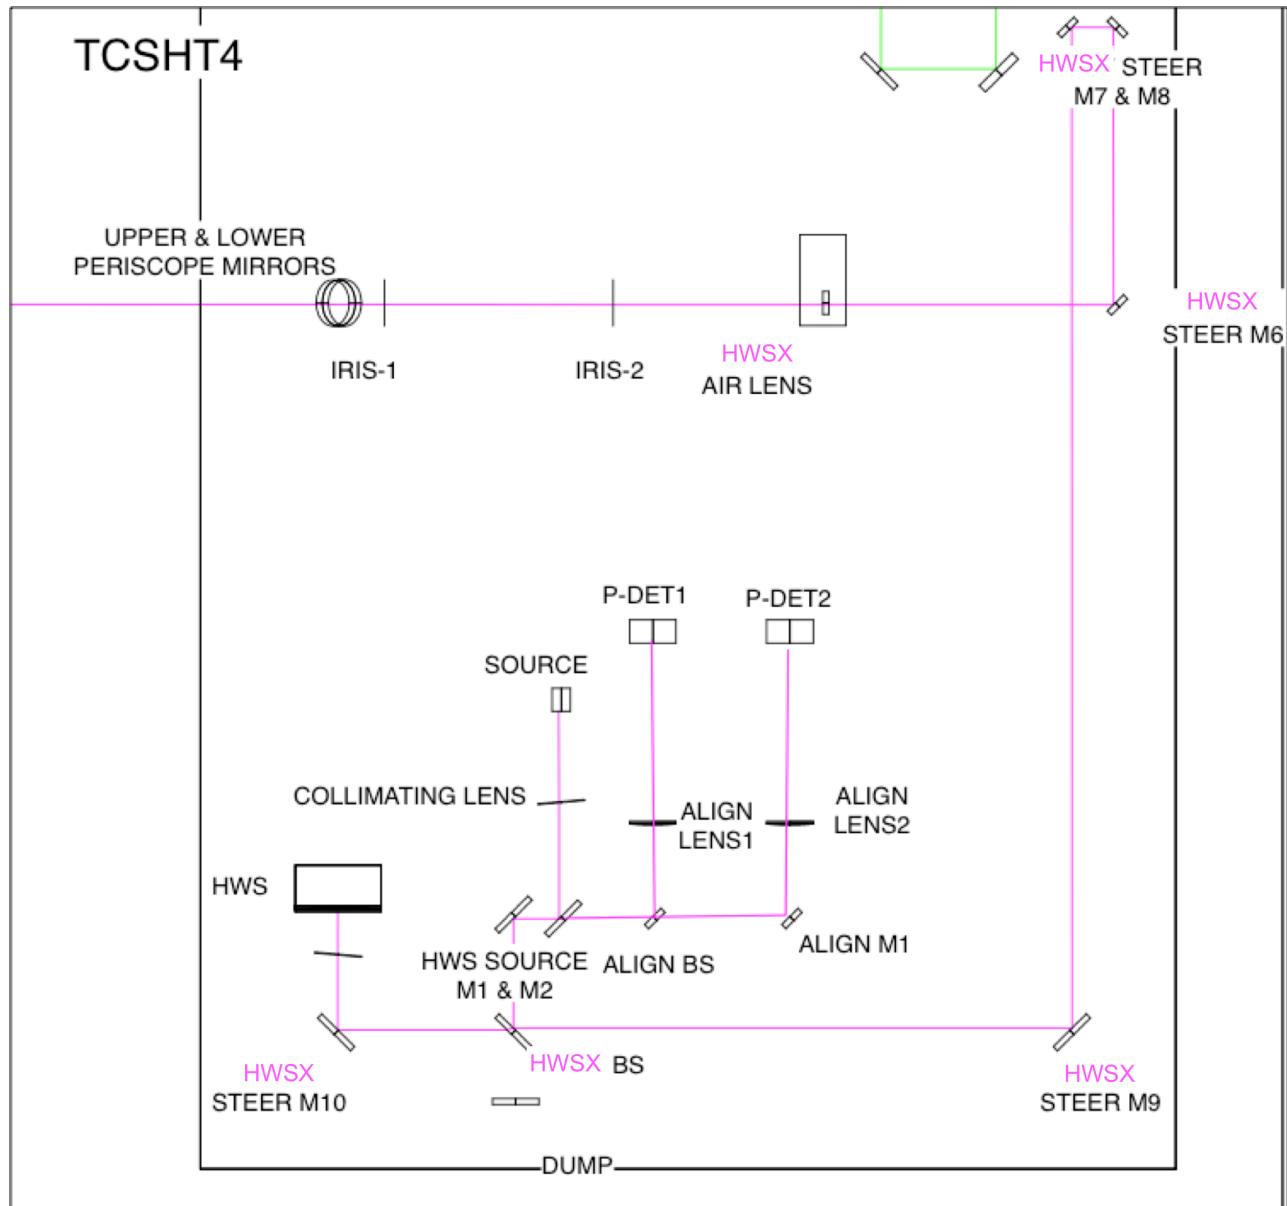 TCSHT4
HWSX STEER
M7 & M8
UPPER & LOWER
PERISCOPE MIRRORS
HWSX
STEER M6
IRIS-1
IRIS-2
HWSX
AIR LENS
P-DET1
P-DET2
SOURCE
COLLIMATING LENS
ALIGN
LENS1
ALIGN
LENS2
HWS
HWS SOURCE
M1 & M2
ALIGN BS
ALIGN M1
HWSX BS
HWSX
STEER M10
HWSX
STEER M9
DUMP